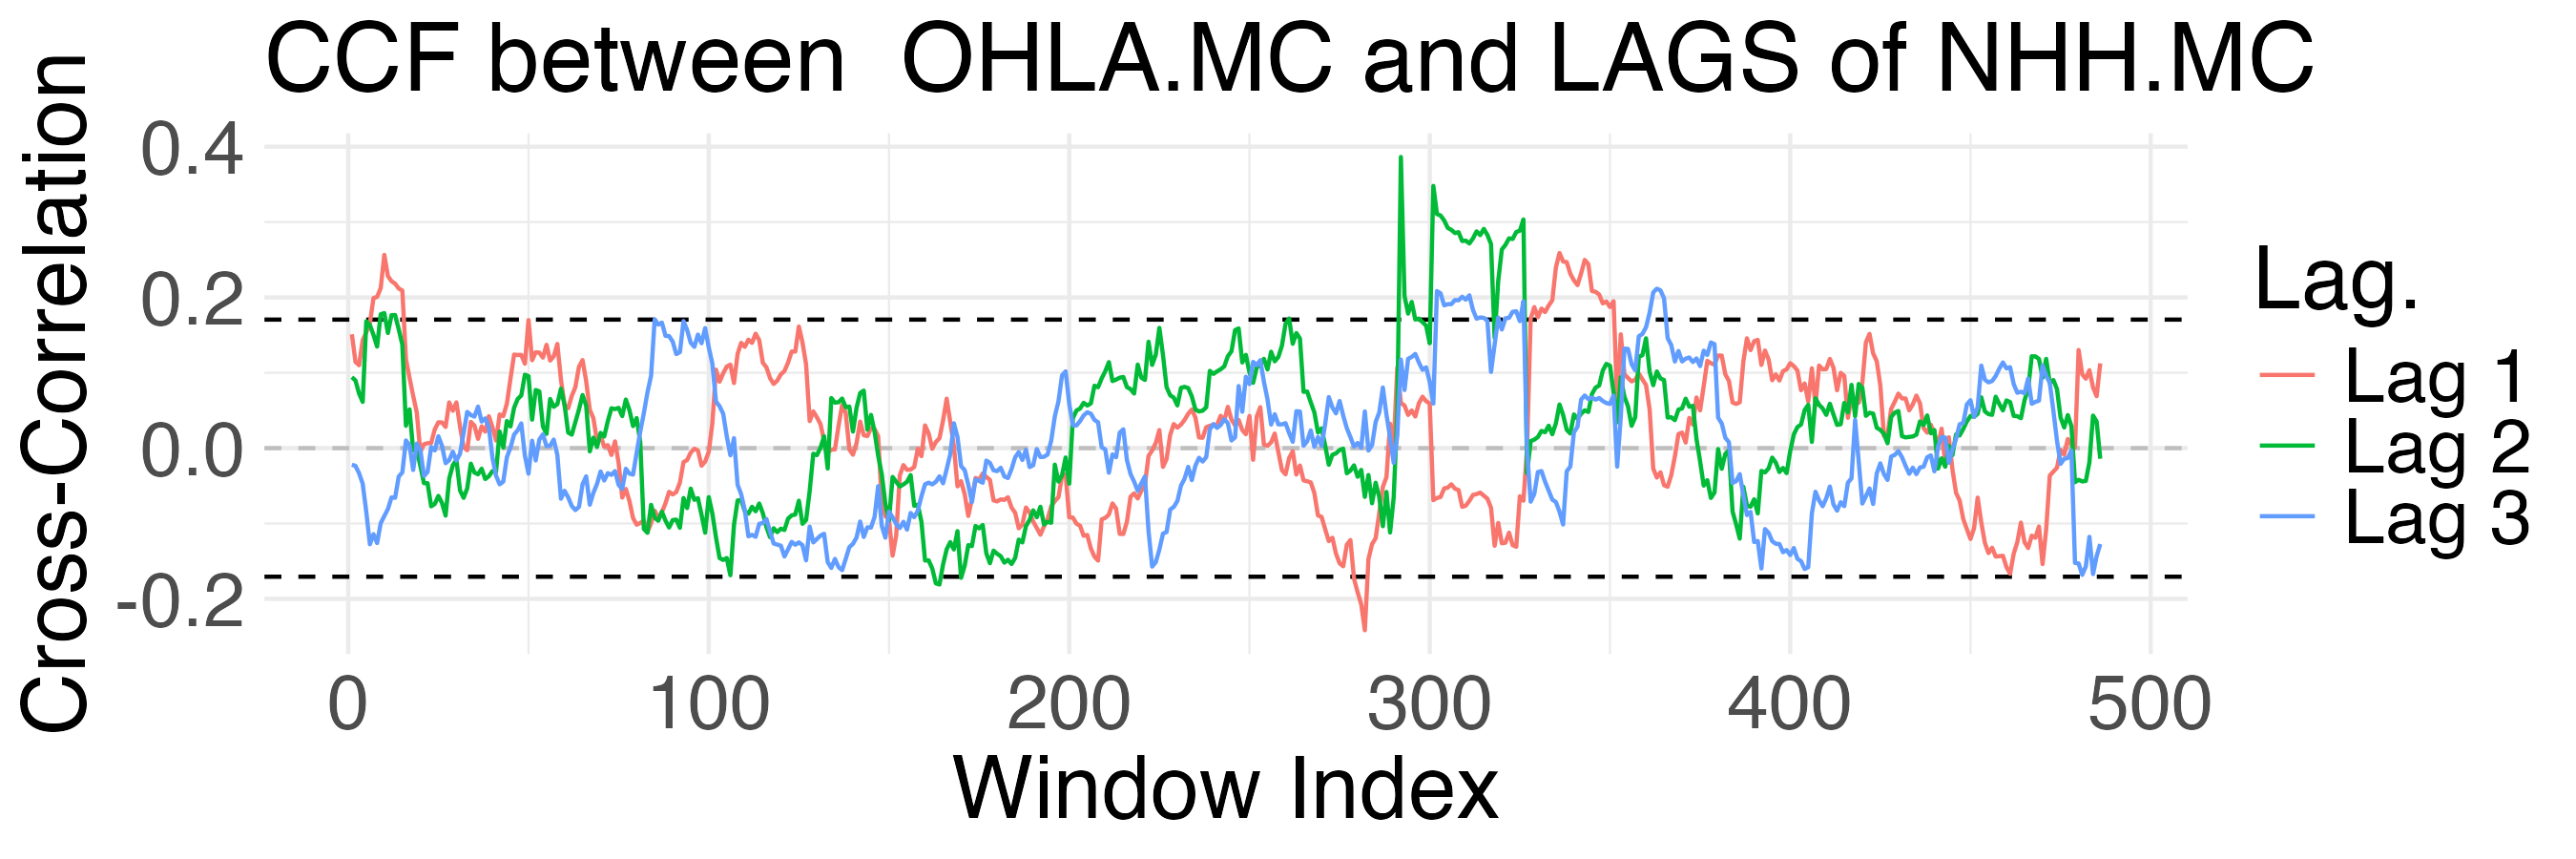 CCF between  OHLA.MC and LAGS of NHH.MC
Cross-Correlation
0.4
0.2
0.0
-0.2
0 100 200 300 400 500
Window Index
Lag.
Lag 1
Lag 2
Lag 3